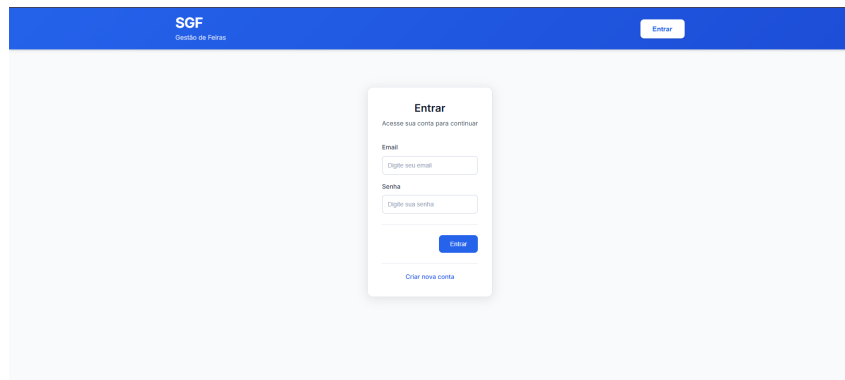 SGF
Gestão de Feiras
Entrar
Entrar
Acesse sua conta para continuar
Email
Digite seu email
Senha
Digite sua senha
Entrar
Criar nova conta